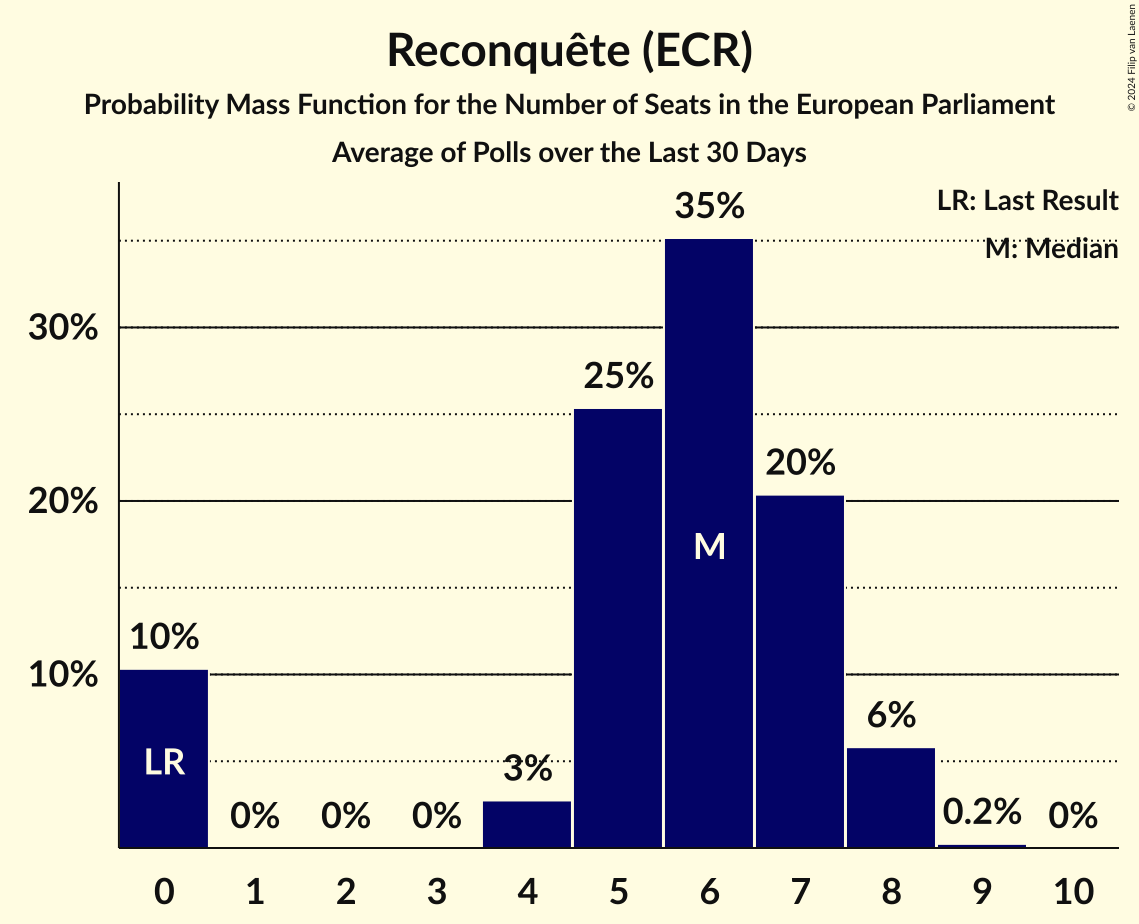 Reconquête (ECR)
Probability Mass Function for the Number of Seats in the European Parliament
Average of Polls over the Last 30 Days
© 2024 Filip van Laenen
LR: Last Result
M: Median
35%
30%
25%
20%
20%
M
10%
10%
6%
LR
3%
0%
0%
0%
0.2%
0%
0 1 2 3 4 5 6 7 8 9 10